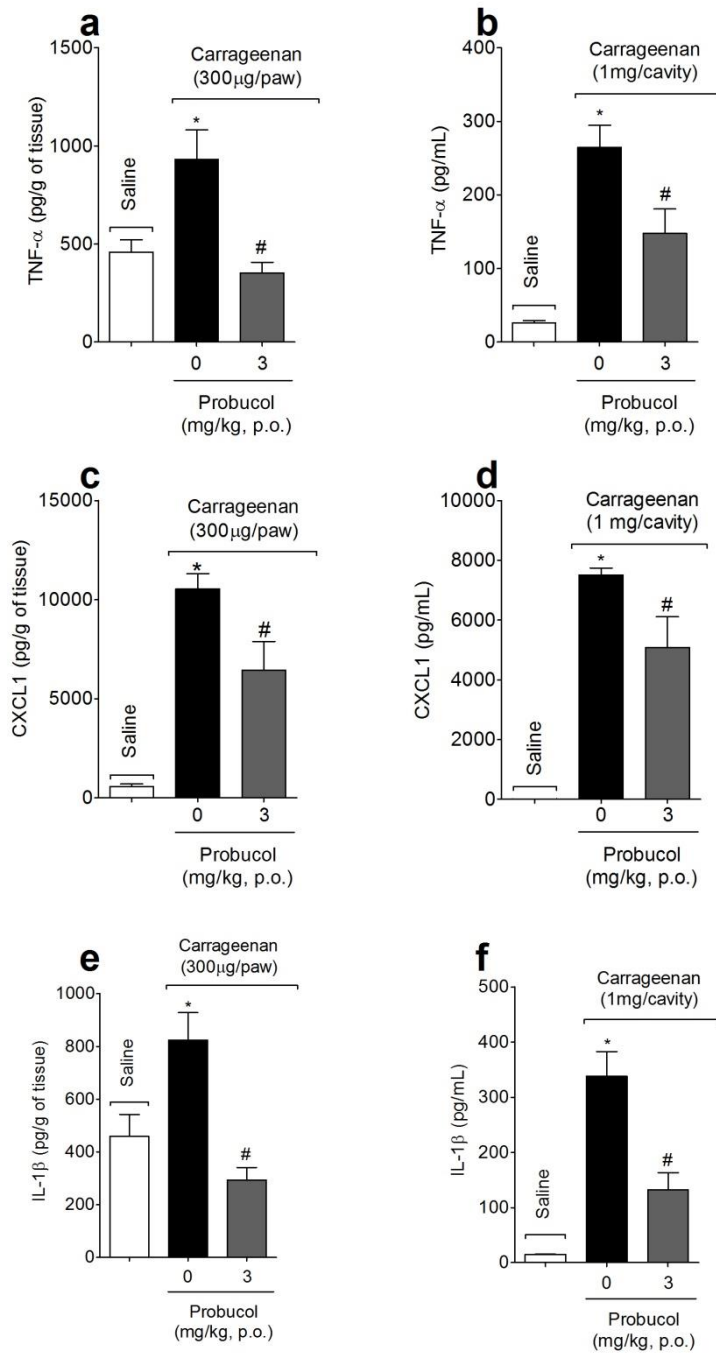 a
TNF-α (pg/g of tissue)
1500
1000
500
0
Carrageenan
(300μg/paw)
Saline
*
#
0 3
Probucol
(mg/kg, p.o.)
b
TNF-α (pg/mL)
400
300
200
100
0
Carrageenan
(1mg/cavity)
Saline
*
#
0 3
Probucol
(mg/kg, p.o.)
c
CXCL1 (pg/g of tissue)
15000
10000
5000
0
Carrageenan
(300μg/paw)
Saline
*
#
0 3
Probucol
(mg/kg, p.o.)
d
CXCL1 (pg/mL)
10000
8000
6000
4000
2000
0
Carrageenan
(1 mg/cavity)
Saline
*
#
0 3
Probucol
(mg/kg, p.o.)
e
IL-1β (pg/g of tissue)
1000
800
600
400
200
0
Carrageenan
(300μg/paw)
Saline
*
#
0 3
Probucol
(mg/kg, p.o.)
f
IL-1β (pg/mL)
500
400
300
200
100
0
Carrageenan
(1mg/cavity)
Saline
*
#
0 3
Probucol
(mg/kg, p.o.)